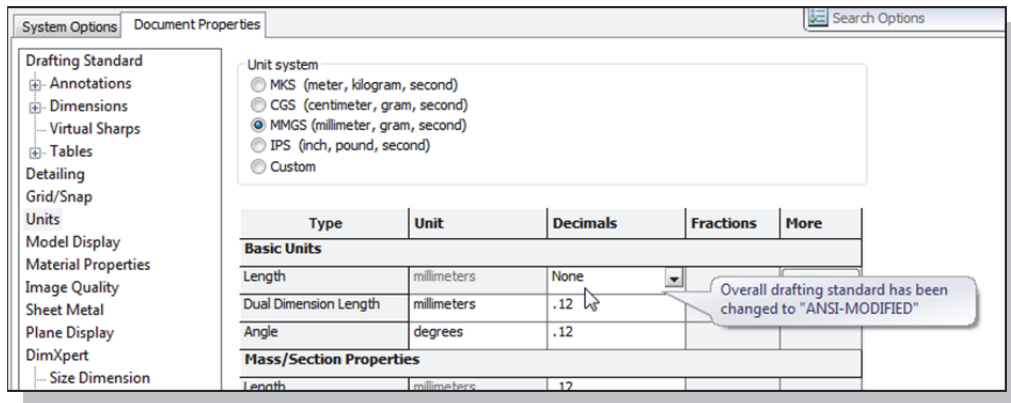 System Options
Document Properties
Search Options
Drafting Standard
Annotations
Dimensions
Virtual Sharps
Tables
Detailing
Grid/Snap
Units
Model Display
Material Properties
Image Quality
Sheet Metal
Plane Display
DimXpert
Size Dimension
Unit system
MKS (meter, kilogram, second)
CGS (centimeter, gram, second)
MMGS (millimeter, gram, second)
IPS (inch, pound, second)
Custom
Type Unit Decimals Fractions More
Basic Units
Length millimeters None
Dual Dimension Length millimeters .12
Angle degrees .12
Mass/Section Properties
Length millimeters .12
Overall drafting standard has been
changed to "ANSI-MODIFIED"